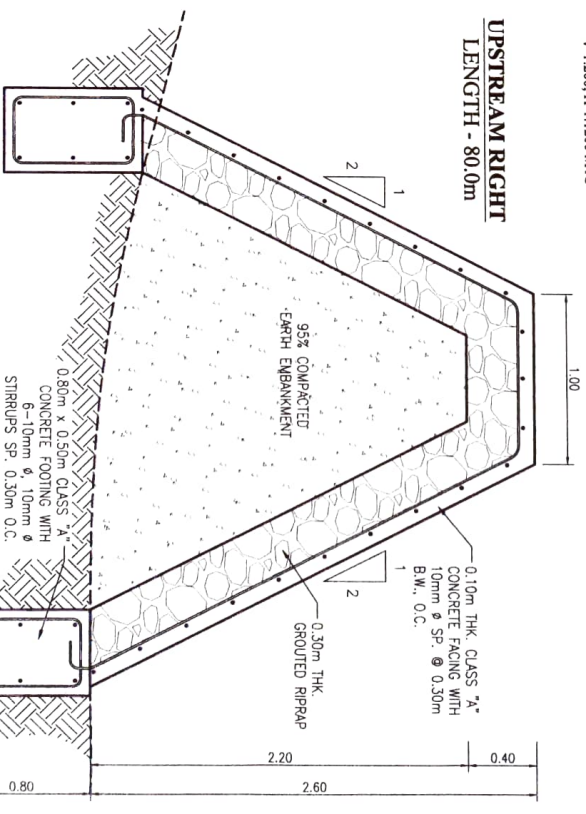 UPSTREAM RIGHT
LENGTH - 80.0m
1.00
2
1
95% COMPACTED
EARTH EMBANKMENT
1
2
0.10m THK. CLASS "A"
CONCRETE FACING WITH
10mm ø SP. @ 0.30m
B.W., O.C.
0.30m THK.
GROUTED RIPRAP
0.80m x 0.50m CLASS "A"
CONCRETE FOOTING WITH
6-10mm ø, 10mm ø
STIRRUPS SP. 0.30m O.C.
0.40
2.20
2.60
0.80